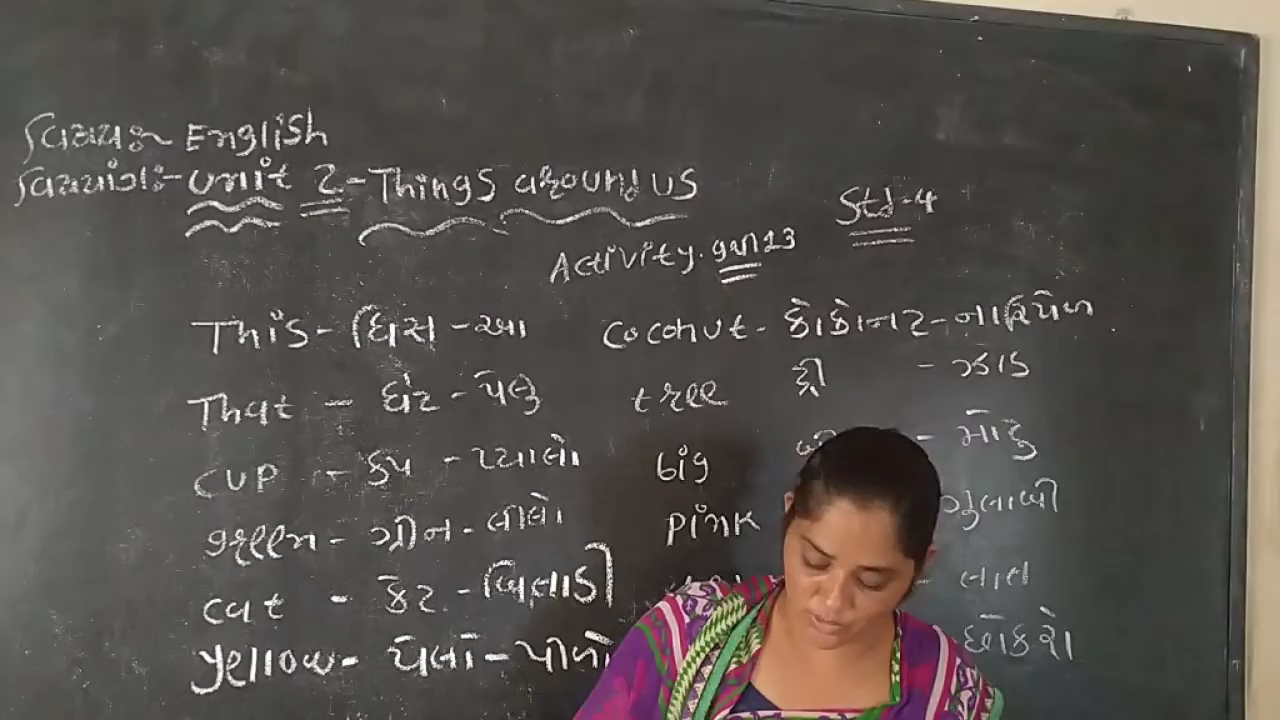 વિષયઃ- English
વિષયાંગઃ- Unit 2 - Things around us
Std-4
Activity. 13
This - ધિસ - આ
coconut - કોકોનટ - નારિયેળ
That - ધેટ - પેલુ
tree ટ્રી - ઝાડ
CUP - કપ - પ્યાલો
big - મોટુ
green - ગ્રીન - લીલો
pink ગુલાબી
cat - કેટ - બિલાડી
- લાલ
yellow - યેલો - પીળો
છોકરો